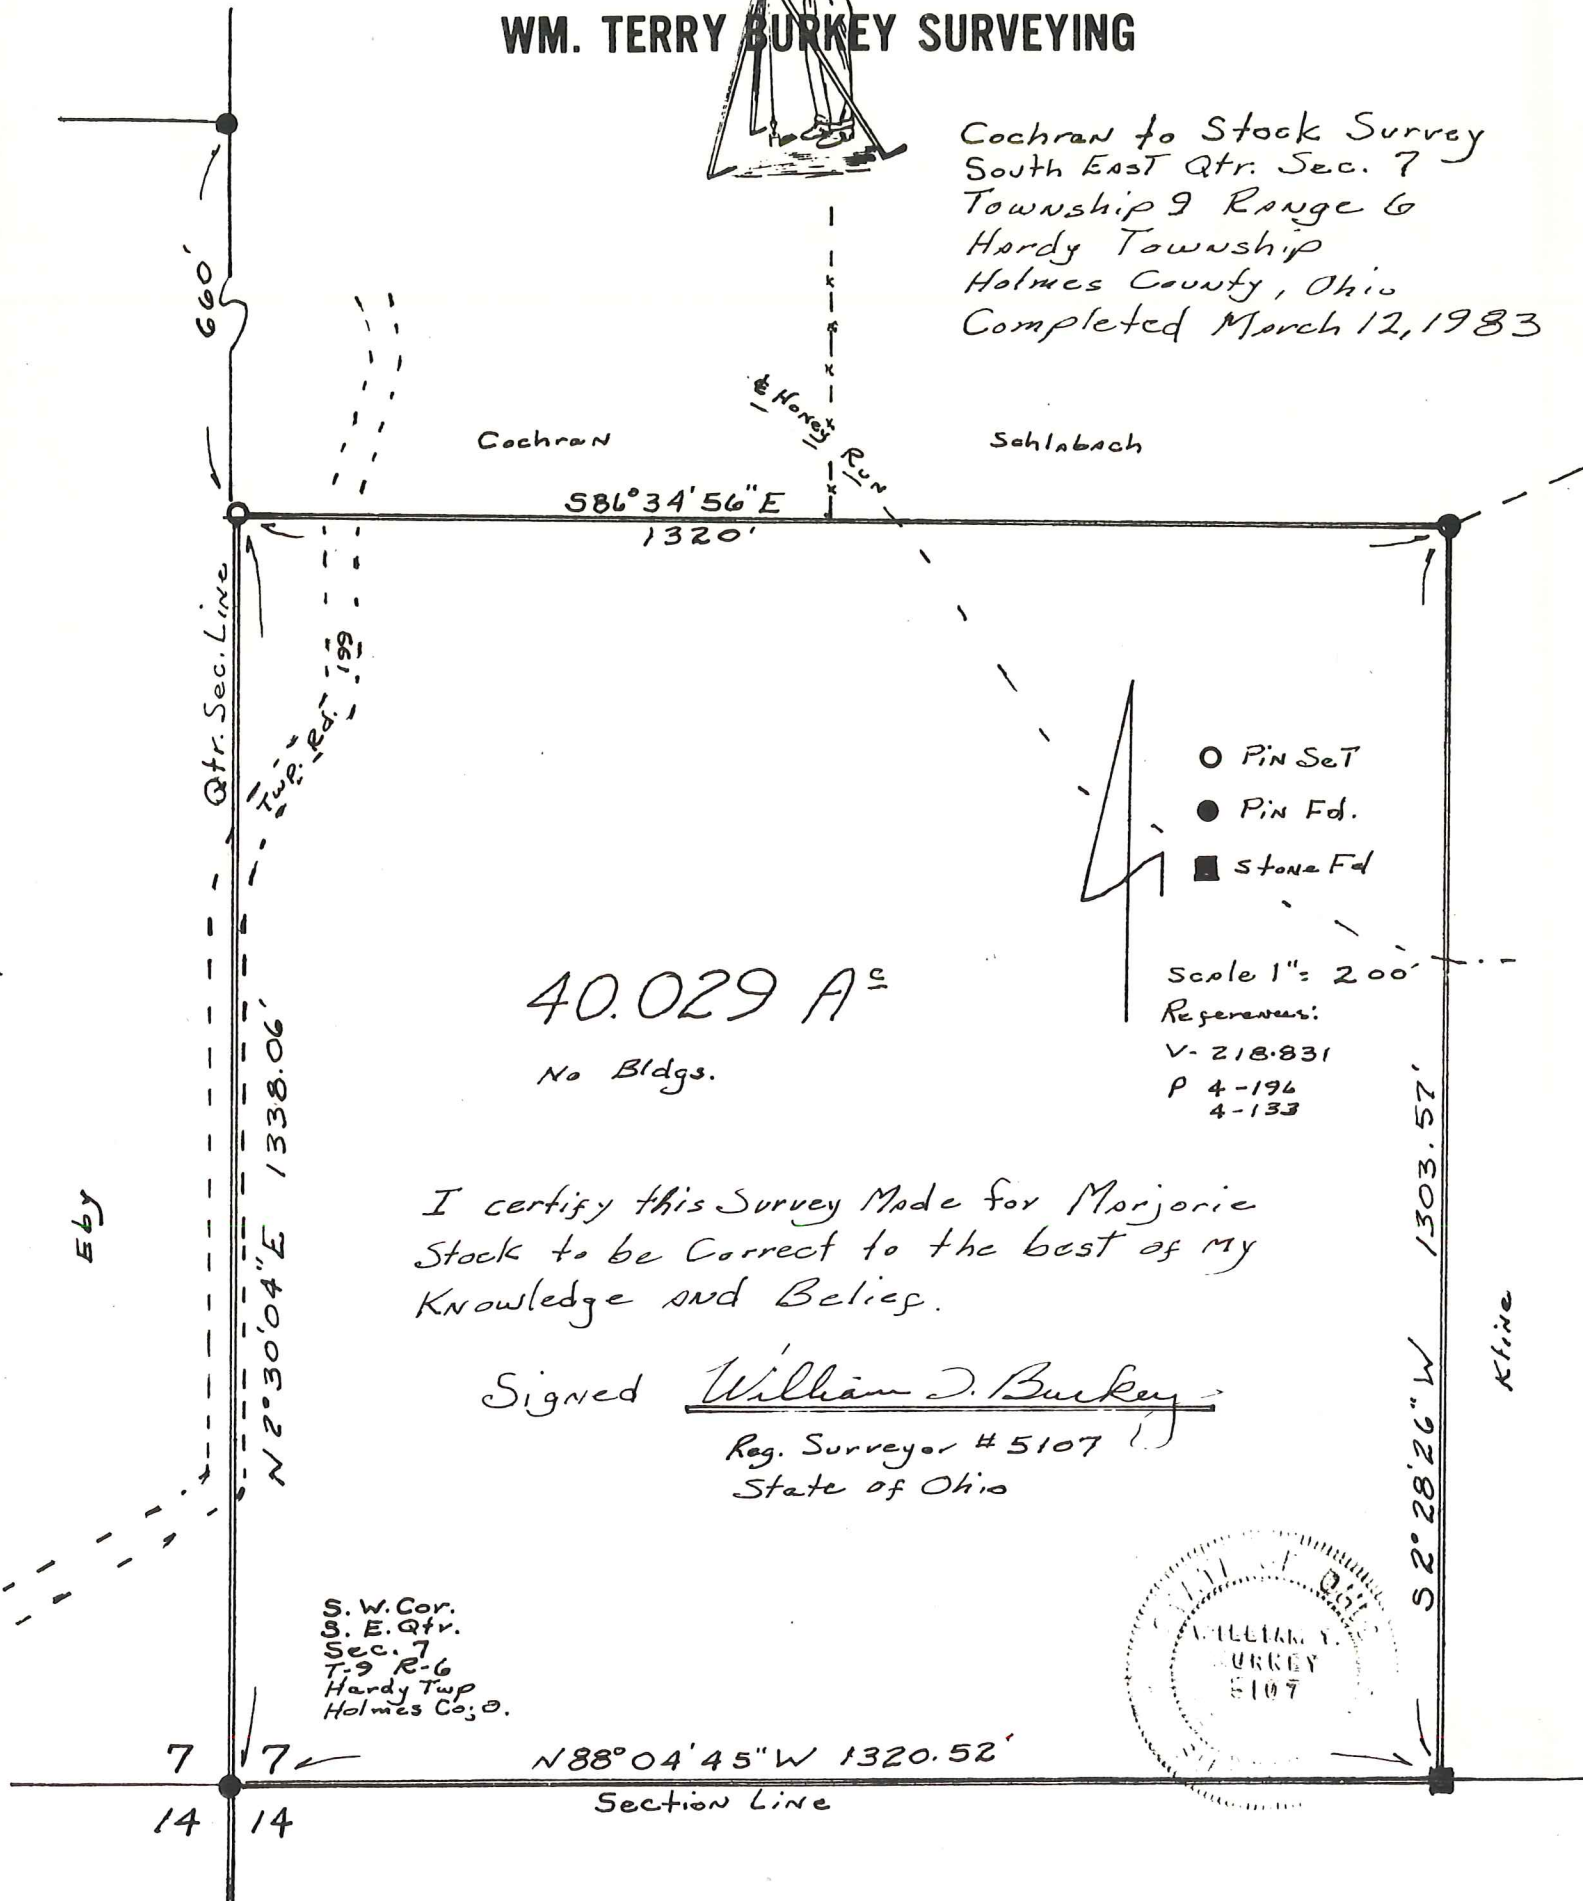 WM. TERRY BURKEY SURVEYING
Cochran to Stock Survey
South East Qtr. Sec. 7
Township 9 Range 6
Hardy Township
Holmes County, Ohio
Completed March 12, 1983
660'
₠ Honey Run
Cochran
Schlabach
S86°34'56"E
1320'
Qtr. Sec. Line
Twp. Rd. 199
Pin Set
Pin Fd.
Stone Fd
40.029 Ac
No Bldgs.
Scale 1"= 200'
References:
V- 218-831
P 4-196
4-133
N2°30'04"E 1338.06'
S2°28'26"W 1303.57'
Eby
Kline
I certify this Survey Made for Marjorie
Stock to be Correct to the best of My
Knowledge and Belief.
Signed William T. Burkey
Reg. Surveyor # 5107
State of Ohio
S. W. Cor.
S. E. Qtr.
Sec. 7
T-9 R-6
Hardy Twp
Holmes Co; O.
STATE OF OHIO
WILLIAM T.
BURKEY
5107
7 7
N88°04'45"W 1320.52'
Section Line
14 14